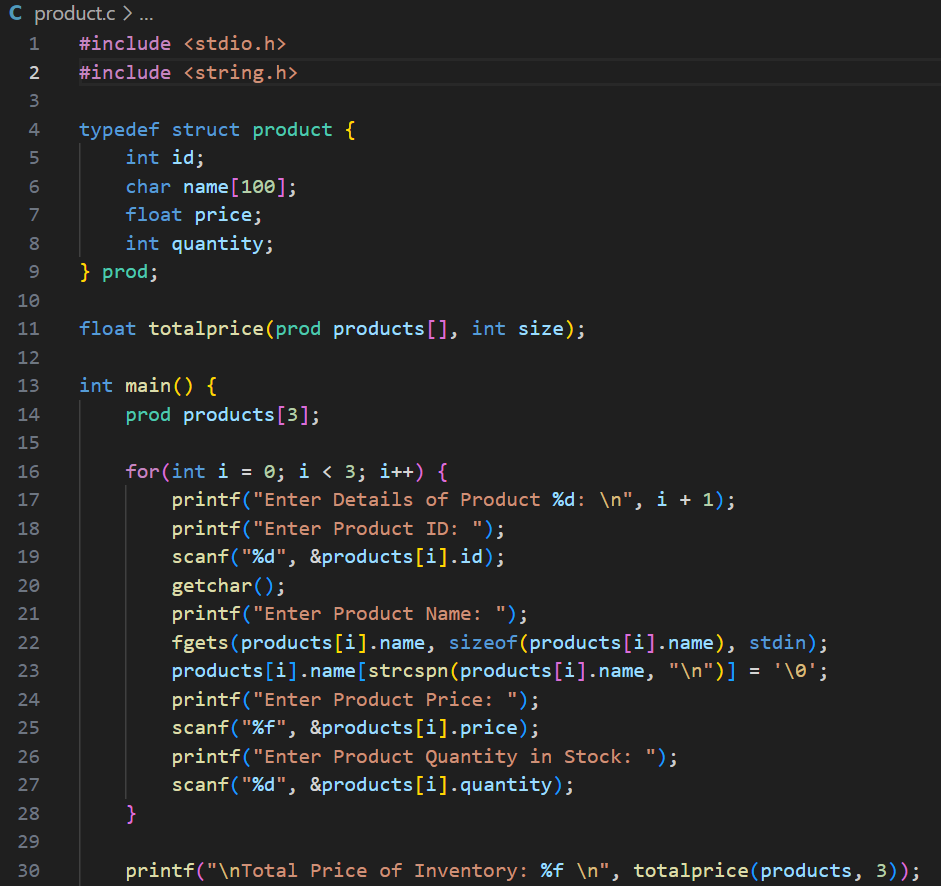 C product.c > ...
1 #include <stdio.h>
2 #include <string.h>
3
4 typedef struct product {
5     int id;
6     char name[100];
7     float price;
8     int quantity;
9 } prod;
10
11 float totalprice(prod products[], int size);
12
13 int main() {
14     prod products[3];
15
16     for(int i = 0; i < 3; i++) {
17         printf("Enter Details of Product %d: \n", i + 1);
18         printf("Enter Product ID: ");
19         scanf("%d", &products[i].id);
20         getchar();
21         printf("Enter Product Name: ");
22         fgets(products[i].name, sizeof(products[i].name), stdin);
23         products[i].name[strcspn(products[i].name, "\n")] = '\0';
24         printf("Enter Product Price: ");
25         scanf("%f", &products[i].price);
26         printf("Enter Product Quantity in Stock: ");
27         scanf("%d", &products[i].quantity);
28     }
29
30     printf("\nTotal Price of Inventory: %f \n", totalprice(products, 3));